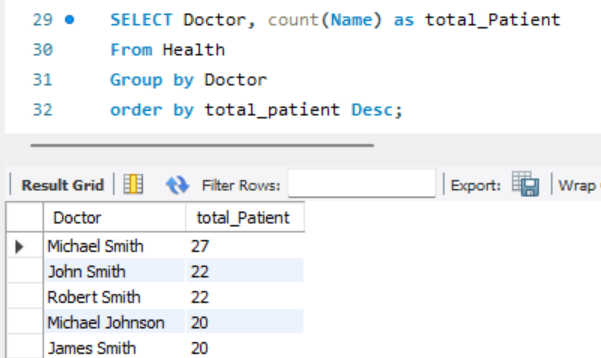 29 SELECT Doctor, count(Name) as total_Patient
30 From Health
31 Group by Doctor
32 order by total_patient Desc;
Result Grid Filter Rows: Export: Wrap
Doctor total_Patient
Michael Smith 27
John Smith 22
Robert Smith 22
Michael Johnson 20
James Smith 20